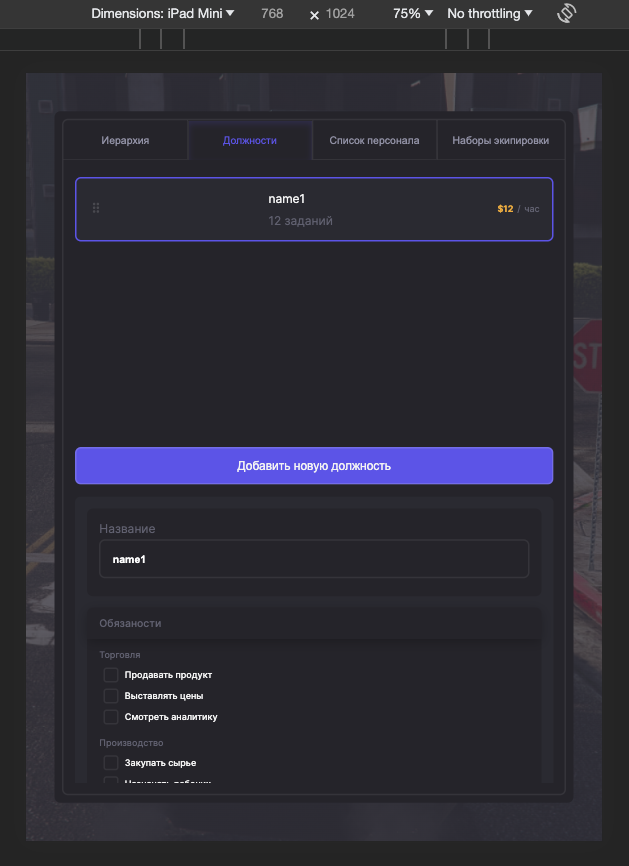 Dimensions: iPad Mini 768 × 1024 75% No throttling
Иерархия Должности Список персонала Наборы экипировки
name1
12 заданий
$12 / час
Добавить новую должность
Название
name1
Обязаности
Торговля
Продавать продукт
Выставлять цены
Смотреть аналитику
Производство
Закупать сырье
ST